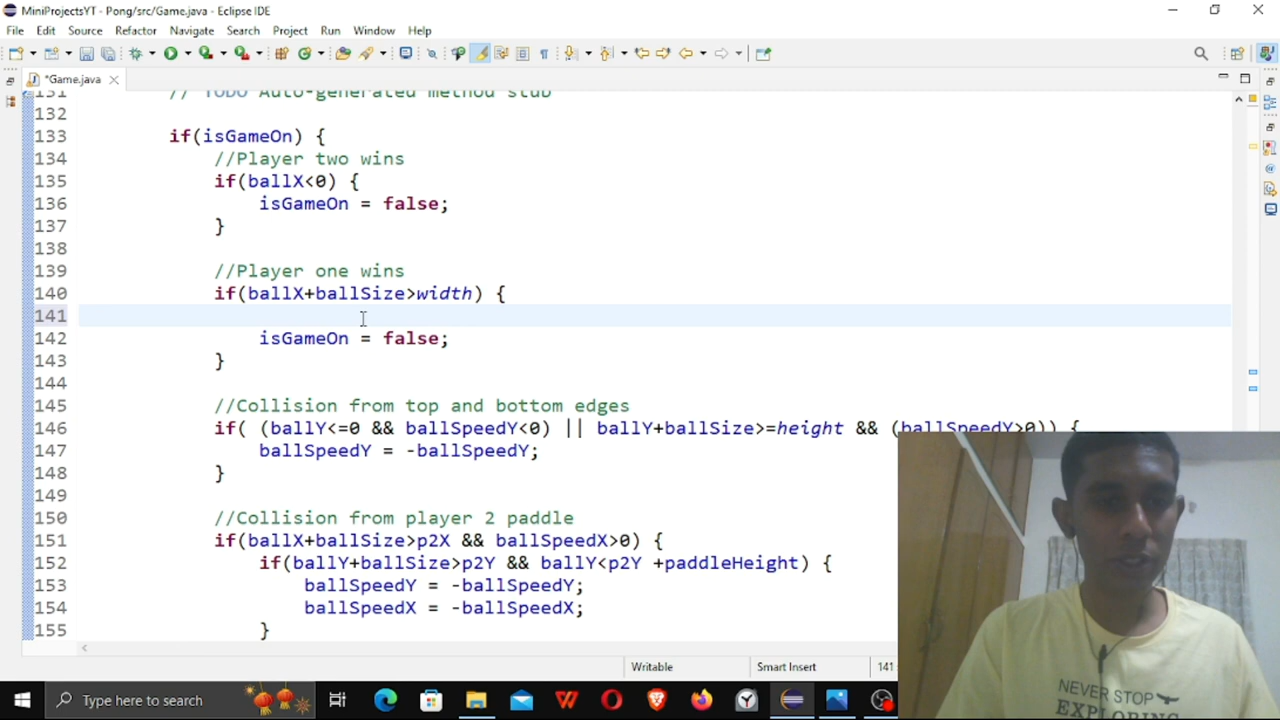 MiniProjectsYT - Pong/src/Game.java - Eclipse IDE
File Edit Source Refactor Navigate Search Project Run Window Help
*Game.java
131 // TODO Auto-generated method stub
132
133 if(isGameOn) {
134 //Player two wins
135 if(ballX<0) {
136 isGameOn = false;
137 }
138
139 //Player one wins
140 if(ballX+ballSize>width) {
141
142 isGameOn = false;
143 }
144
145 //Collision from top and bottom edges
146 if( (ballY<=0 && ballSpeedY<0) || ballY+ballSize>=height && (ballSpeedY>0)) {
147 ballSpeedY = -ballSpeedY;
148 }
149
150 //Collision from player 2 paddle
151 if(ballX+ballSize>p2X && ballSpeedX>0) {
152 if(ballY+ballSize>p2Y && ballY<p2Y +paddleHeight) {
153 ballSpeedY = -ballSpeedY;
154 ballSpeedX = -ballSpeedX;
155 }
Writable Smart Insert 141
Type here to search
NEVER STOP
EXPLORING